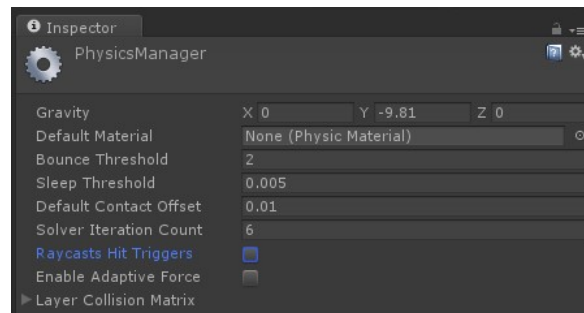 Inspector
PhysicsManager
Gravity X 0 Y -9.81 Z 0
Default Material None (Physic Material)
Bounce Threshold 2
Sleep Threshold 0.005
Default Contact Offset 0.01
Solver Iteration Count 6
Raycasts Hit Triggers
Enable Adaptive Force
Layer Collision Matrix